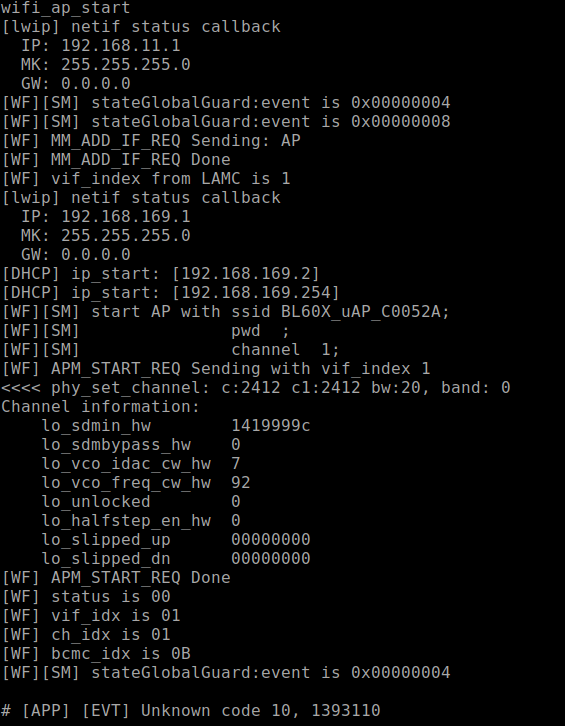 wifi_ap_start
[lwip] netif status callback
  IP: 192.168.11.1
  MK: 255.255.255.0
  GW: 0.0.0.0
[WF][SM] stateGlobalGuard:event is 0x00000004
[WF][SM] stateGlobalGuard:event is 0x00000008
[WF] MM_ADD_IF_REQ Sending: AP
[WF] MM_ADD_IF_REQ Done
[WF] vif_index from LAMC is 1
[lwip] netif status callback
  IP: 192.168.169.1
  MK: 255.255.255.0
  GW: 0.0.0.0
[DHCP] ip_start: [192.168.169.2]
[DHCP] ip_start: [192.168.169.254]
[WF][SM] start AP with ssid BL60X_uAP_C0052A;
[WF][SM]               pwd  ;
[WF][SM]               channel  1;
[WF] APM_START_REQ Sending with vif_index 1
<<<< phy_set_channel: c:2412 c1:2412 bw:20, band: 0
Channel information:
    lo_sdmin_hw        1419999c
    lo_sdmbypass_hw    0
    lo_vco_idac_cw_hw  7
    lo_vco_freq_cw_hw  92
    lo_unlocked        0
    lo_halfstep_en_hw  0
    lo_slipped_up      00000000
    lo_slipped_dn      00000000
[WF] APM_START_REQ Done
[WF] status is 00
[WF] vif_idx is 01
[WF] ch_idx is 01
[WF] bcmc_idx is 0B
[WF][SM] stateGlobalGuard:event is 0x00000004
# [APP] [EVT] Unknown code 10, 1393110